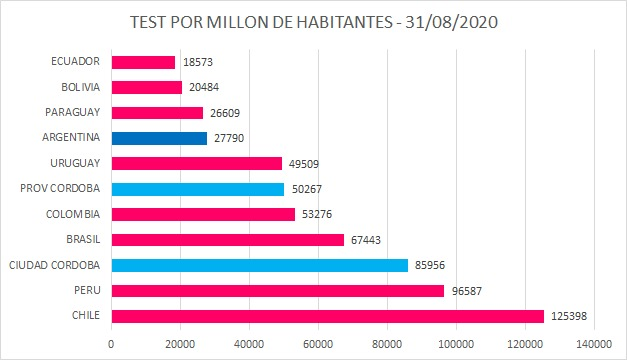 TEST POR MILLON DE HABITANTES - 31/08/2020
ECUADOR 18573
BOLIVIA 20484
PARAGUAY 26609
ARGENTINA 27790
URUGUAY 49509
PROV CORDOBA 50267
COLOMBIA 53276
BRASIL 67443
CIUDAD CORDOBA 85956
PERU 96587
CHILE 125398
0 20000 40000 60000 80000 100000 120000 140000